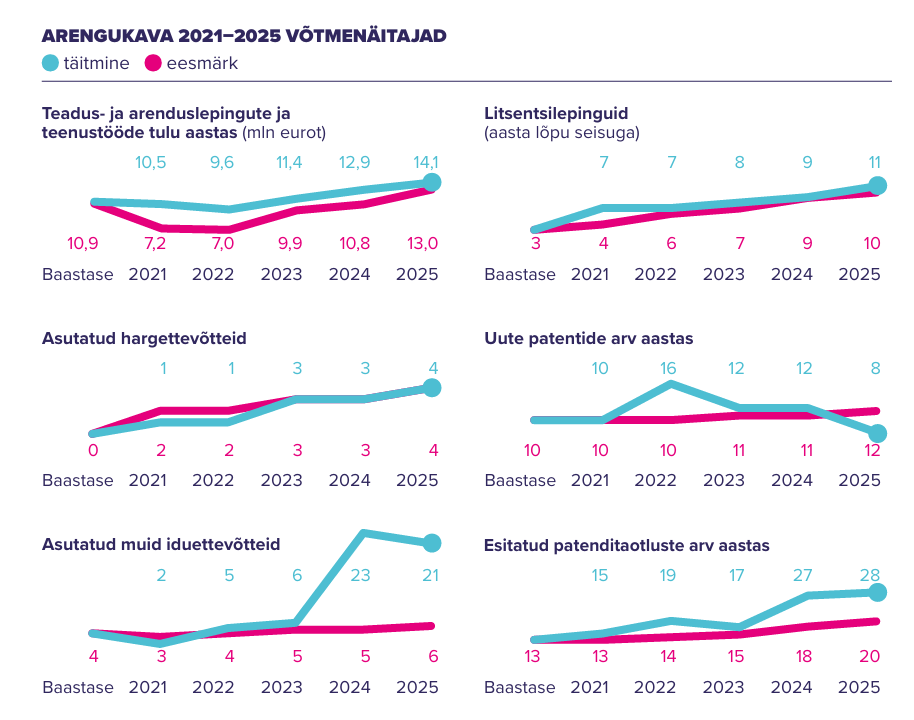 ARENGUKAVA 2021–2025 VÕTMENÄITAJAD
täitmine eesmärk
Teadus- ja arenduslepingute ja
teenustööde tulu aastas (mln eurot)
10,5 9,6 11,4 12,9 14,1
10,9 7,2 7,0 9,9 10,8 13,0
Baastase 2021 2022 2023 2024 2025
Litsentsilepinguid
(aasta lõpu seisuga)
7 7 8 9 11
3 4 6 7 9 10
Baastase 2021 2022 2023 2024 2025
Asutatud hargettevõtteid
1 1 3 3 4
0 2 2 3 3 4
Baastase 2021 2022 2023 2024 2025
Uute patentide arv aastas
10 16 12 12 8
10 10 10 11 11 12
Baastase 2021 2022 2023 2024 2025
Asutatud muid iduettevõtteid
2 5 6 23 21
4 3 4 5 5 6
Baastase 2021 2022 2023 2024 2025
Esitatud patenditaotluste arv aastas
15 19 17 27 28
13 13 14 15 18 20
Baastase 2021 2022 2023 2024 2025